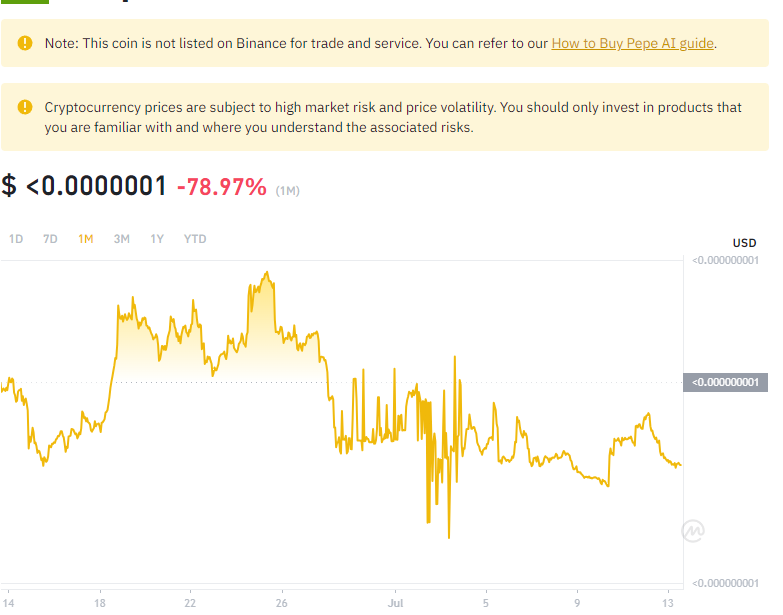 Note: This coin is not listed on Binance for trade and service. You can refer to our How to Buy Pepe AI guide.
Cryptocurrency prices are subject to high market risk and price volatility. You should only invest in products that
you are familiar with and where you understand the associated risks.
$ <0.0000001 -78.97% (1M)
1D 7D 1M 3M 1Y YTD
USD
<0.000000001
<0.000000001
<0.000000001
14 18 22 26 Jul 5 9 13